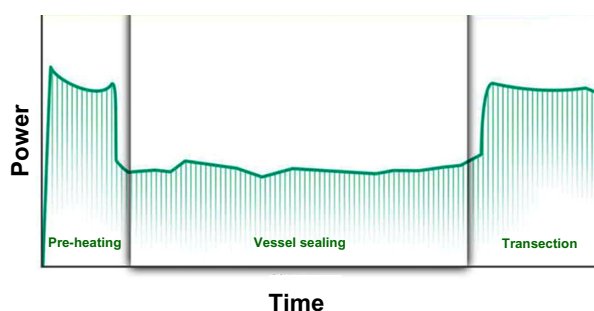 Power
Pre-heating
Vessel sealing
Transection
Time